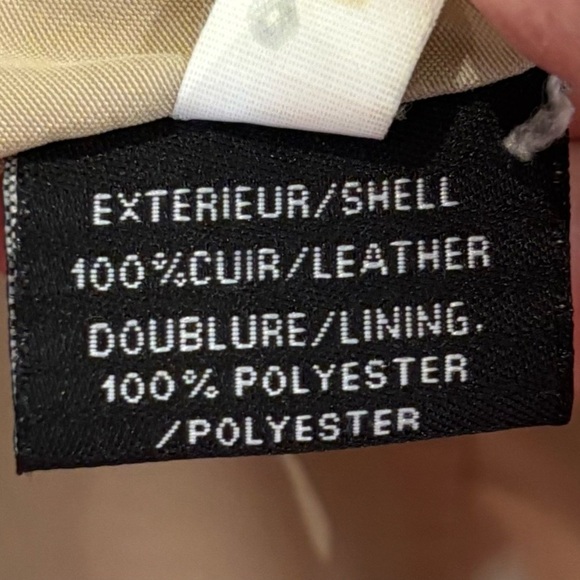 EXTERIEUR/SHELL
100%CUIR/LEATHER
DOUBLURE/LINING.
100% POLYESTER
/POLYESTER